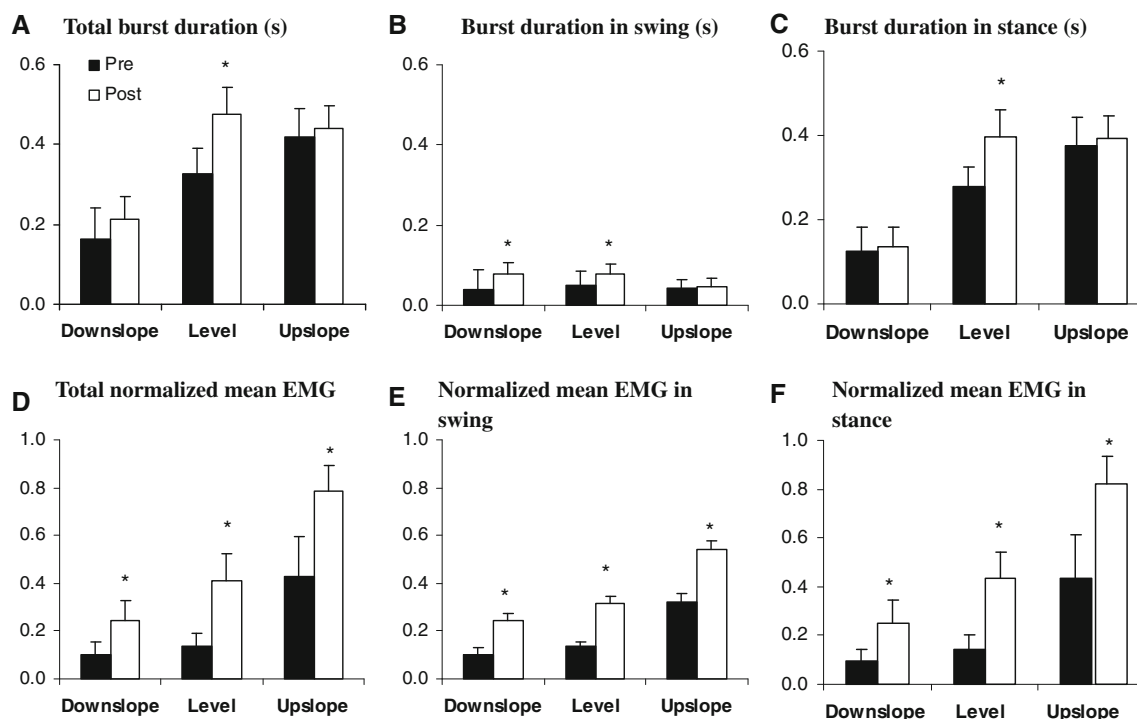 A Total burst duration (s)
0.6
0.4
0.2
0.0
Pre
Post
*
Downslope Level Upslope
B Burst duration in swing (s)
0.6
0.4
0.2
0.0
* *
Downslope Level Upslope
C Burst duration in stance (s)
0.6
0.4
0.2
0.0
*
Downslope Level Upslope
D Total normalized mean EMG
1.0
0.8
0.6
0.4
0.2
0.0
* * *
Downslope Level Upslope
E Normalized mean EMG in
swing
1.0
0.8
0.6
0.4
0.2
0.0
* * *
Downslope Level Upslope
F Normalized mean EMG in
stance
1.0
0.8
0.6
0.4
0.2
0.0
* * *
Downslope Level Upslope